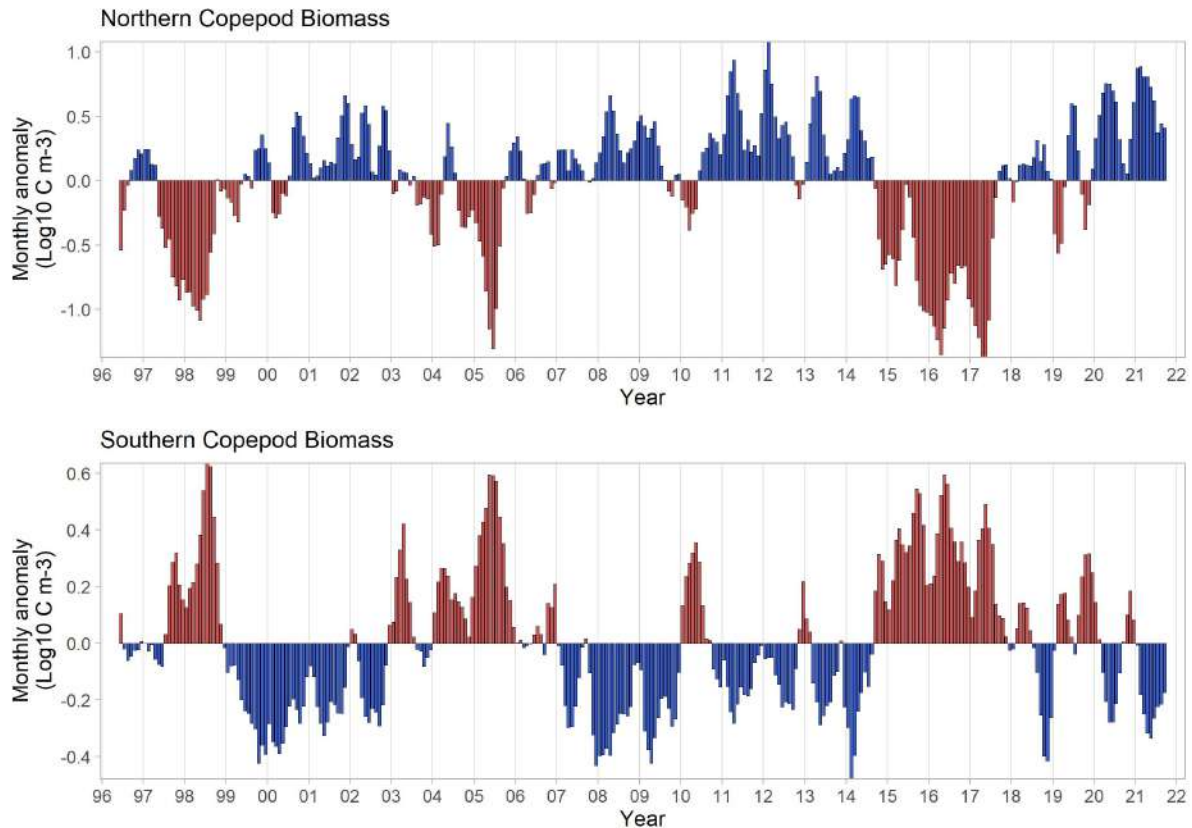 Northern Copepod Biomass
Monthly anomaly
(Log10 C m-3)
1.0
0.5
0.0
-0.5
-1.0
96 97 98 99 00 01 02 03 04 05 06 07 08 09 10 11 12 13 14 15 16 17 18 19 20 21 22
Year
Southern Copepod Biomass
Monthly anomaly
(Log10 C m-3)
0.6
0.4
0.2
0.0
-0.2
-0.4
96 97 98 99 00 01 02 03 04 05 06 07 08 09 10 11 12 13 14 15 16 17 18 19 20 21 22
Year